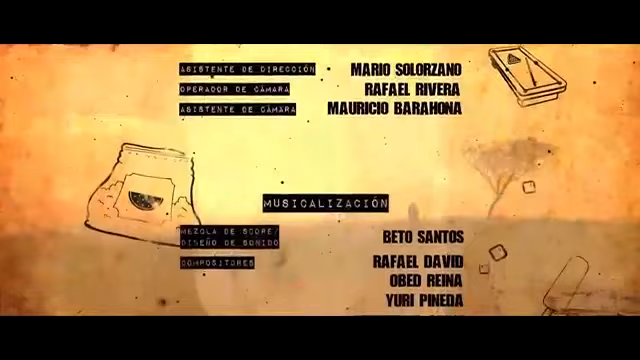 ASISTENTE DE DIRECCIÓN MARIO SOLORZANO
OPERADOR DE CÁMARA RAFAEL RIVERA
ASISTENTE DE CÁMARA MAURICIO BARAHONA
MUSICALIZACIÓN
MEZCLA DE SCORE/
DISEÑO DE SONIDO BETO SANTOS
COMPOSITORES RAFAEL DAVID
OBED REINA
YURI PINEDA